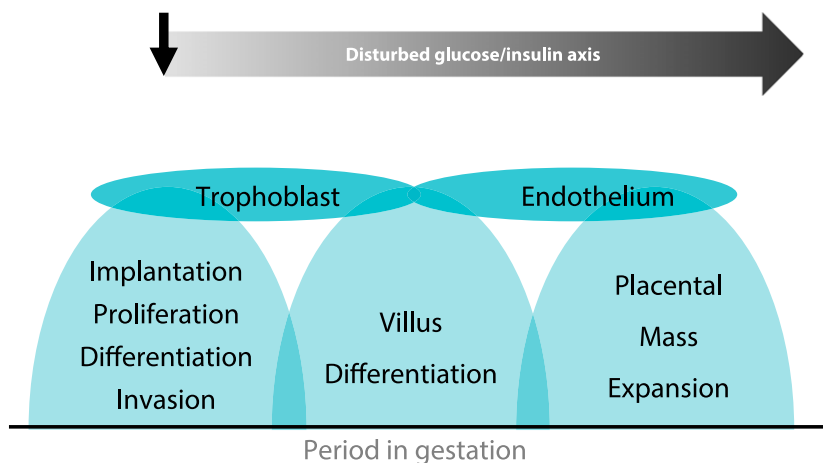 Disturbed glucose/insulin axis
Trophoblast
Endothelium
Implantation
Proliferation
Differentiation
Invasion
Villus
Differentiation
Placental
Mass
Expansion
Period in gestation